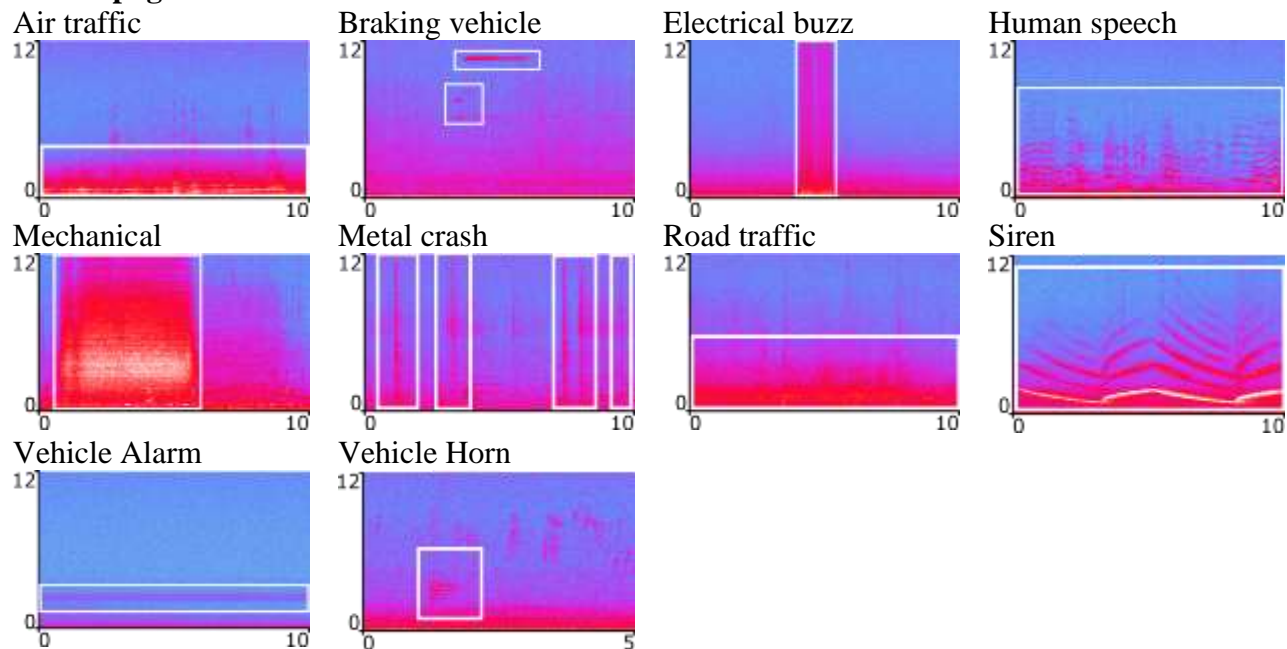 Air traffic Braking vehicle Electrical buzz Human speech
12 12 12 12
0 0 0 0
0 10 0 10 0 10 0 10
Mechanical Metal crash Road traffic Siren
12 12 12 12
0 0 0 0
0 10 0 10 0 10 0 10
Vehicle Alarm Vehicle Horn
12 12
0 0
0 10 0 5